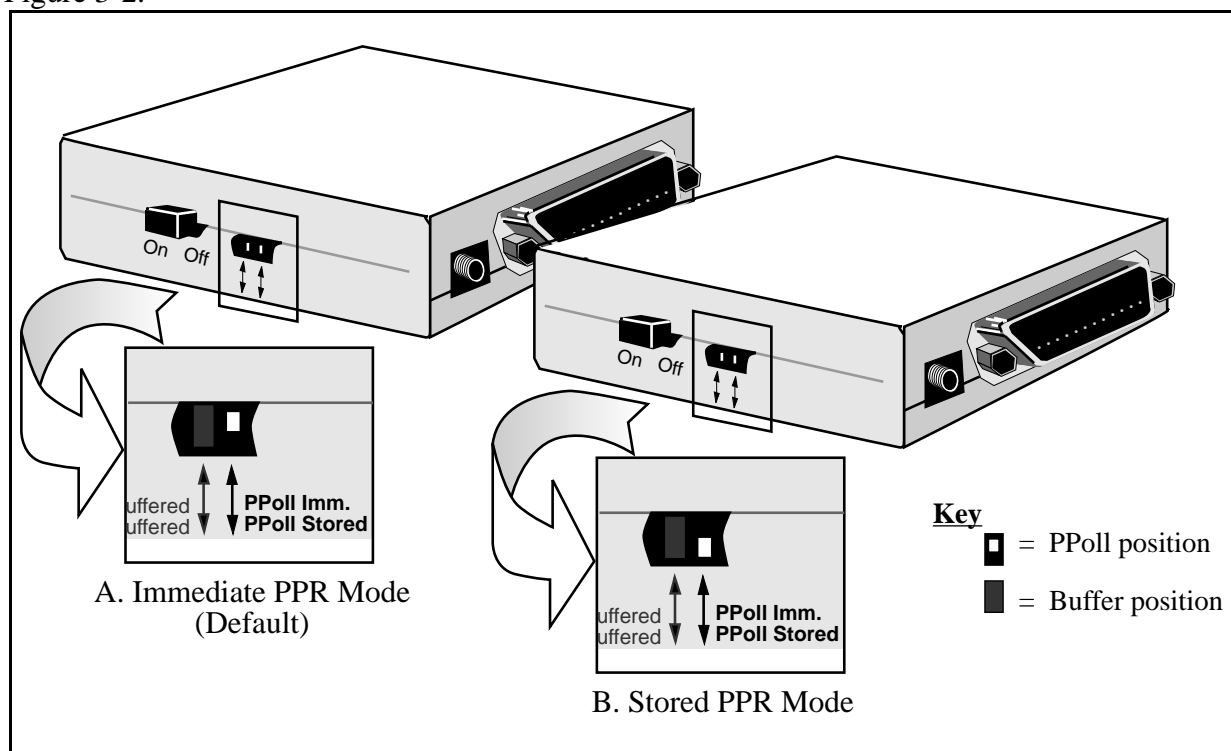 Figure 3-2.
On Off
On Off
uffered
uffered
PPoll Imm.
PPoll Stored
A. Immediate PPR Mode
(Default)
uffered
uffered
PPoll Imm.
PPoll Stored
B. Stored PPR Mode
Key
= PPoll position
= Buffer position